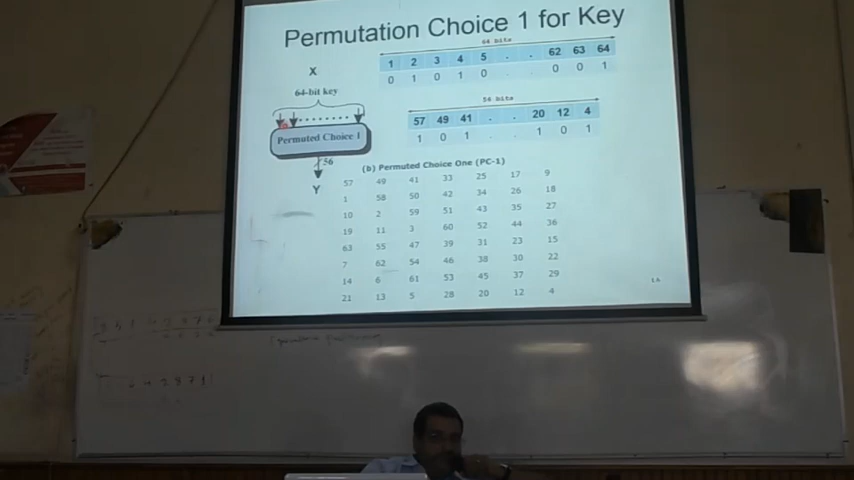 Permutation Choice 1 for Key
64 bits
1 2 3 4 5 . . 62 63 64
0 1 0 1 0 . . 0 0 1
X
64-bit key
Permuted Choice 1
56
Y
56 bits
57 49 41 . . 20 12 4
1 0 1 . . 1 0 1
(b) Permuted Choice One (PC-1)
57 49 41 33 25 17 9
1 58 50 42 34 26 18
10 2 59 51 43 35 27
19 11 3 60 52 44 36
63 55 47 39 31 23 15
7 62 54 46 38 30 22
14 6 61 53 45 37 29
21 13 5 28 20 12 4